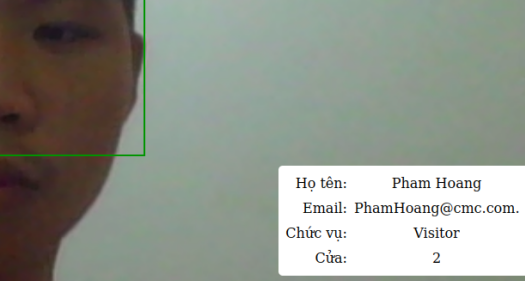 Họ tên: Pham Hoang
Email: PhamHoang@cmc.com.
Chức vụ: Visitor
Cửa: 2